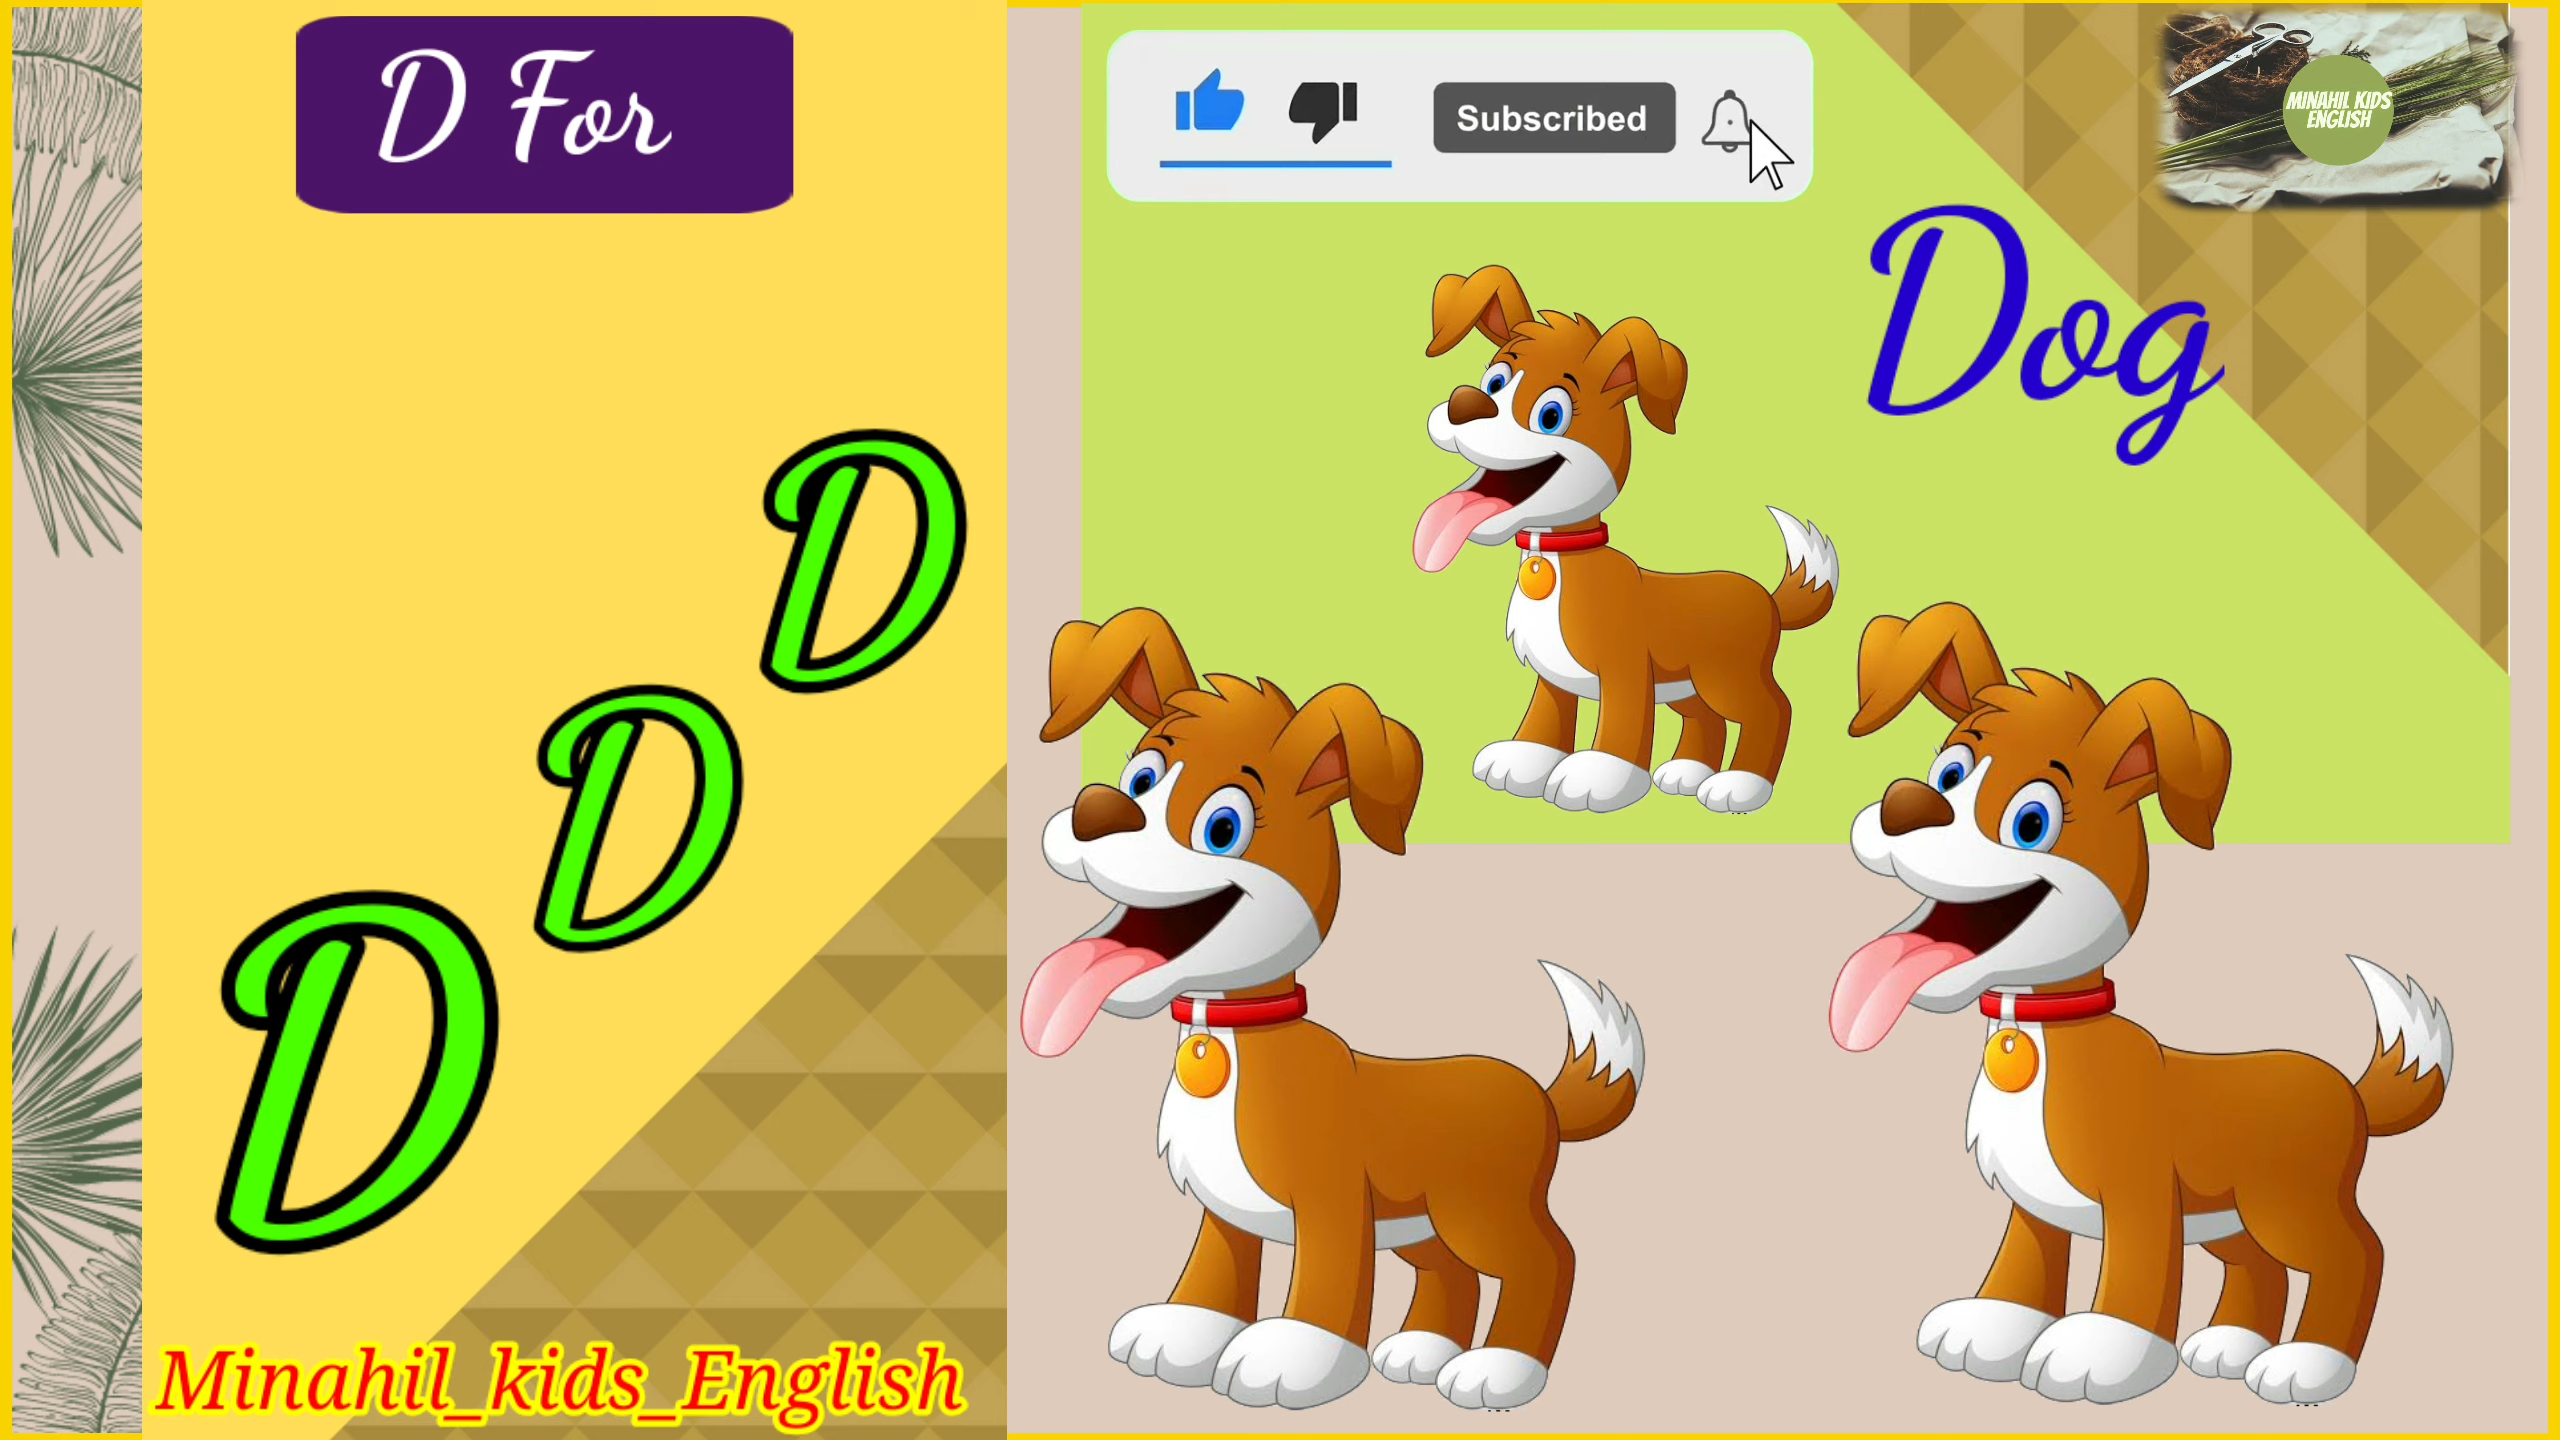 D For
D
D
D
Minahil_kids_English
Subscribed
MINAHIL KIDS
ENGLISH
Dog